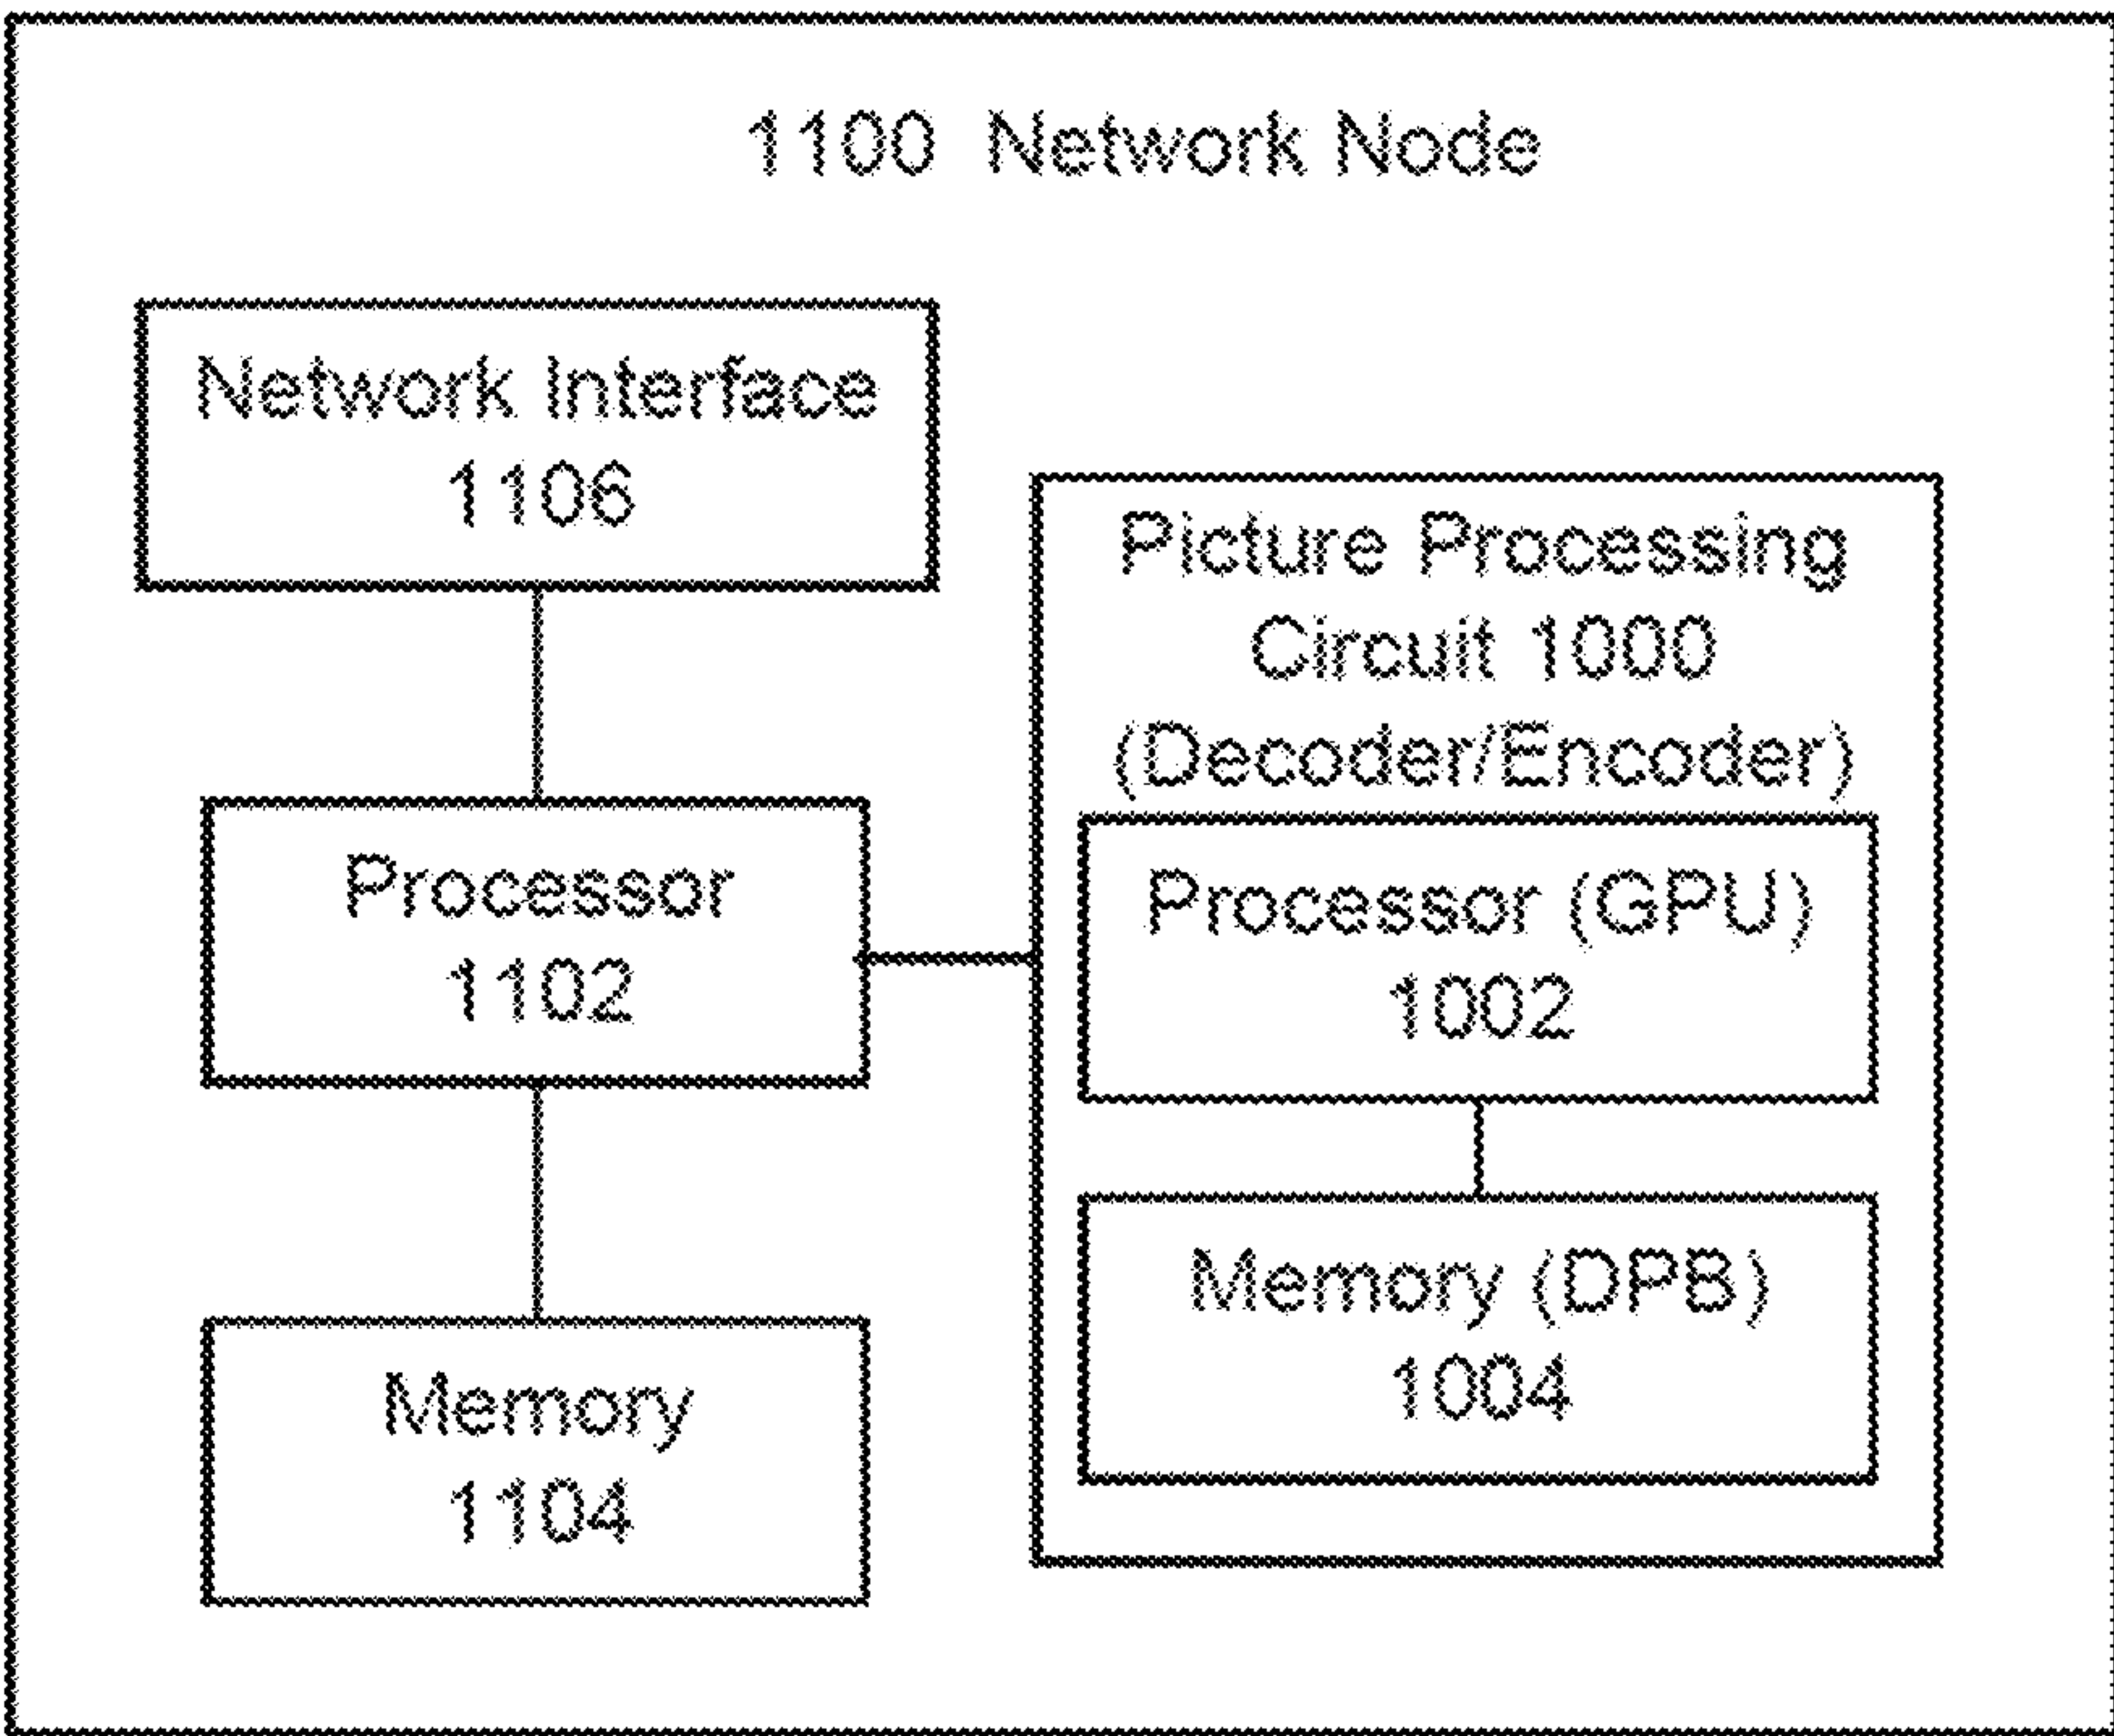 1100 Network Node
Network Interface
1106
Processor
1102
Memory
1104
Picture Processing
Circuit 1000
(Decoder/Encoder)
Processor (GPU)
1002
Memory (DPB)
1004